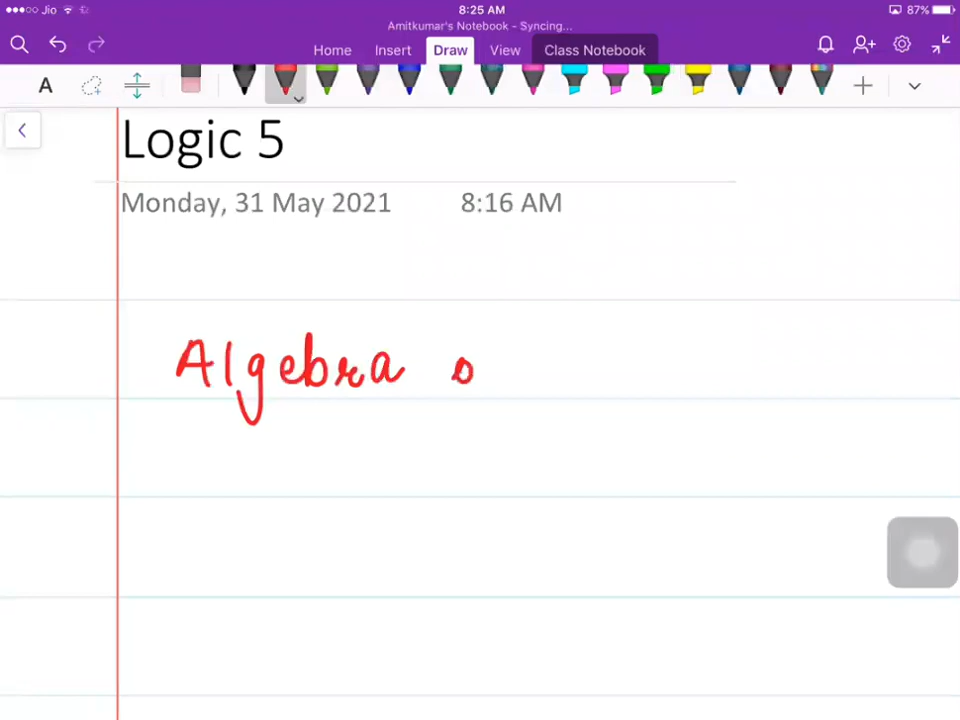 Jio 8:25 AM 87%
Amitkumar's Notebook - Syncing...
Home Insert Draw View Class Notebook
A
Logic 5
Monday, 31 May 2021 8:16 AM
Algebra o